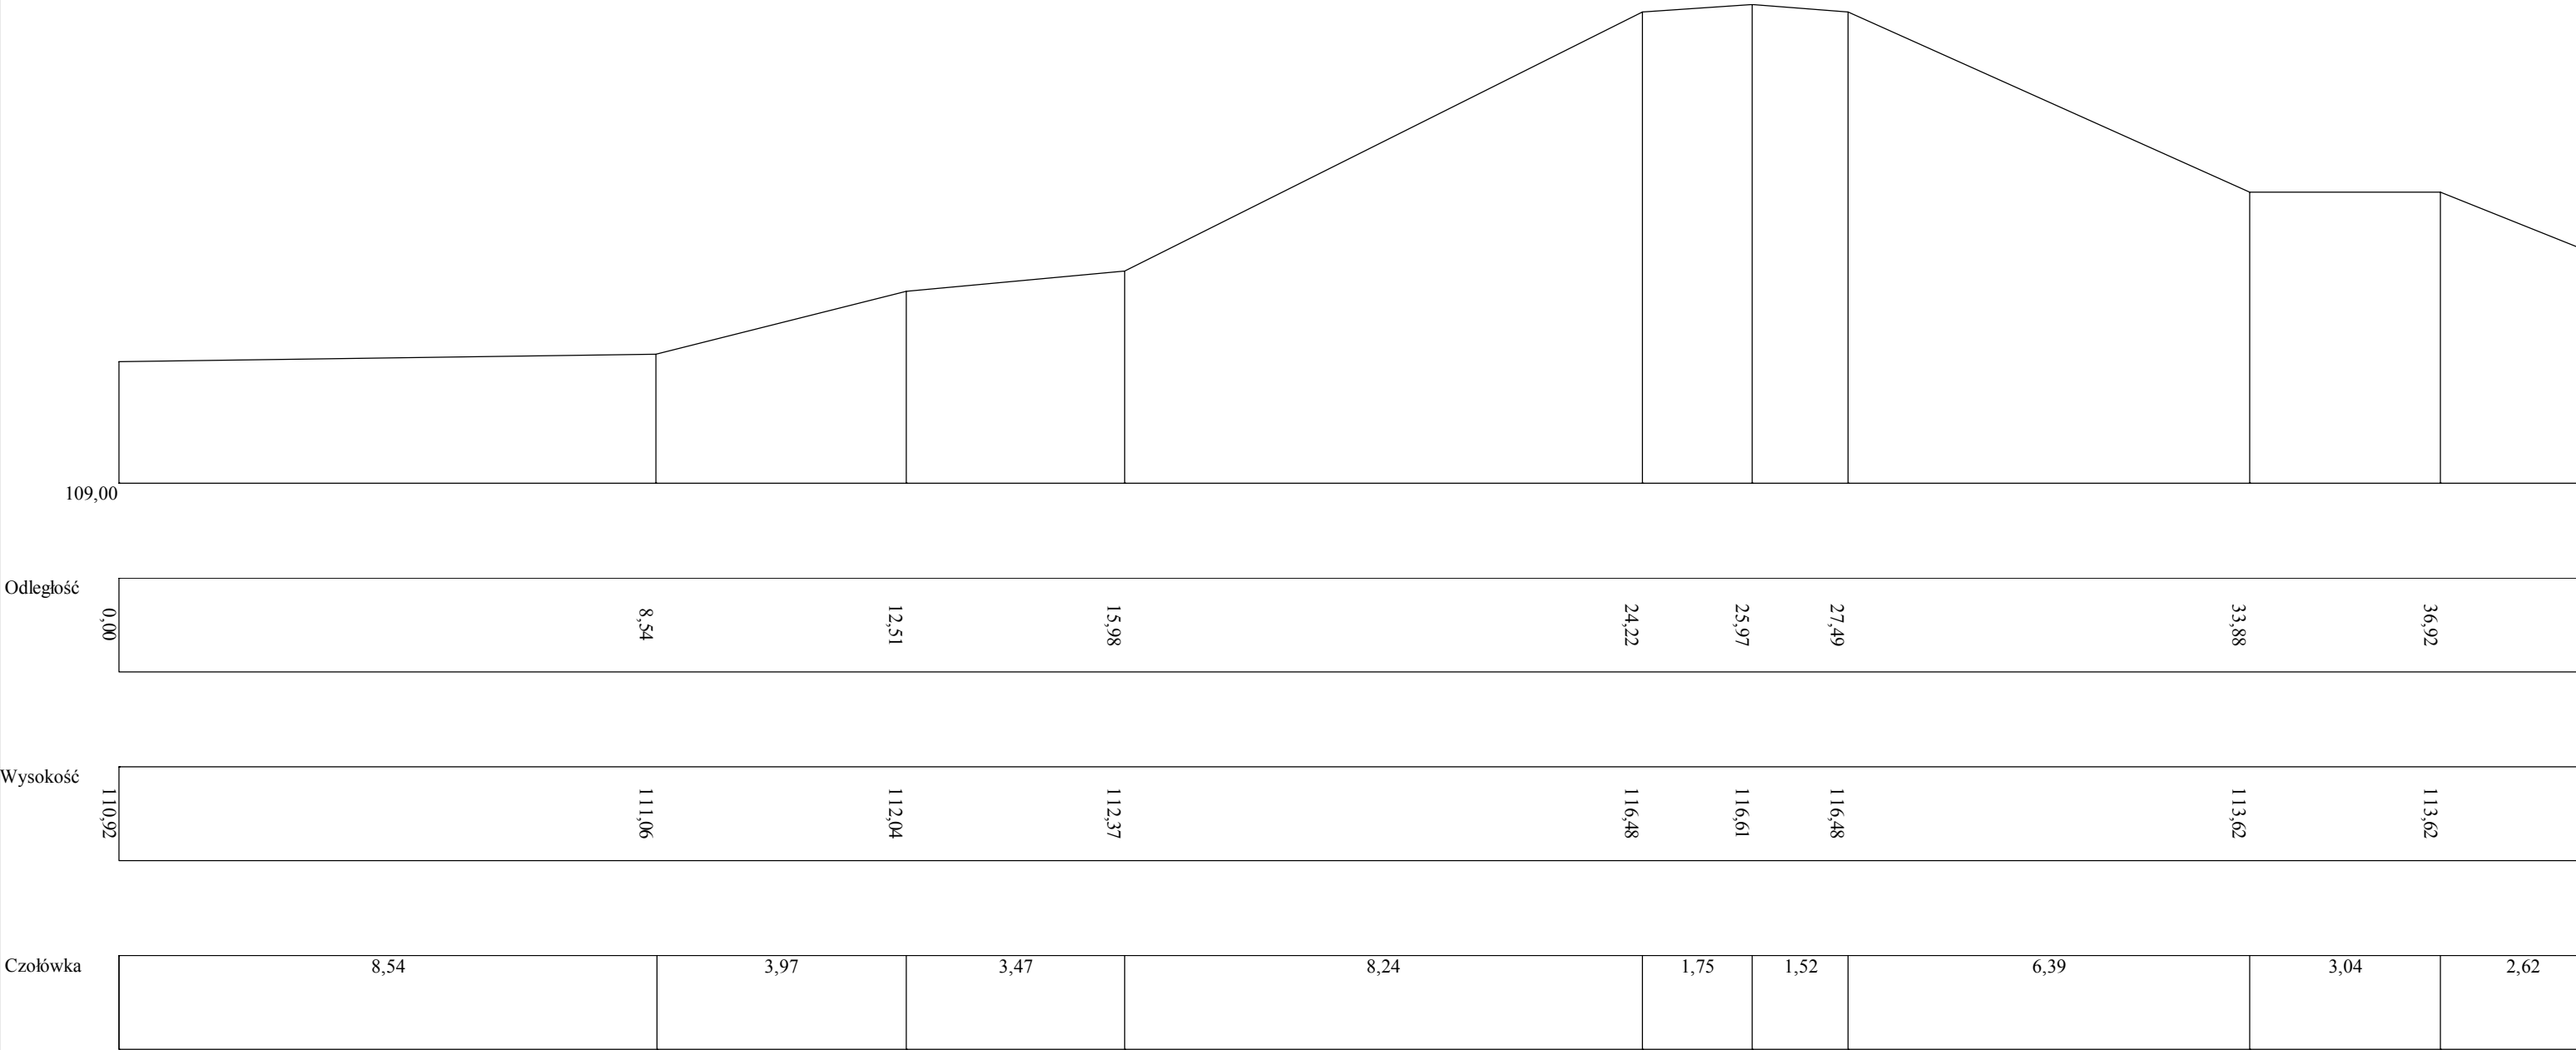 109,00
Odległość
0,00 8,54 12,51 15,98 24,22 25,97 27,49 33,88 36,92
Wysokość
110,92 111,06 112,04 112,37 116,48 116,61 116,48 113,62 113,62
Czołówka
8,54 3,97 3,47 8,24 1,75 1,52 6,39 3,04 2,62